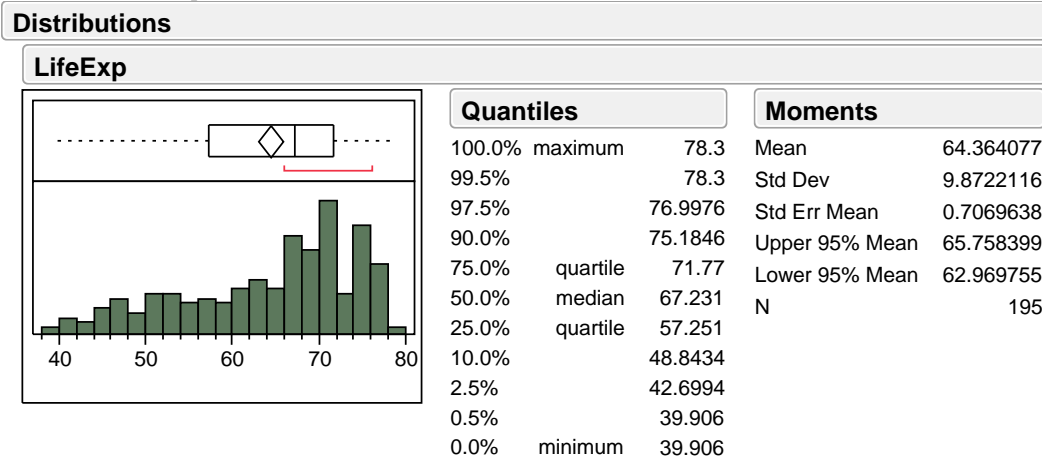 Distributions
LifeExp
40 50 60 70 80
Quantiles
100.0% maximum 78.3
99.5% 78.3
97.5% 76.9976
90.0% 75.1846
75.0% quartile 71.77
50.0% median 67.231
25.0% quartile 57.251
10.0% 48.8434
2.5% 42.6994
0.5% 39.906
0.0% minimum 39.906
Moments
Mean 64.364077
Std Dev 9.8722116
Std Err Mean 0.7069638
Upper 95% Mean 65.758399
Lower 95% Mean 62.969755
N 195